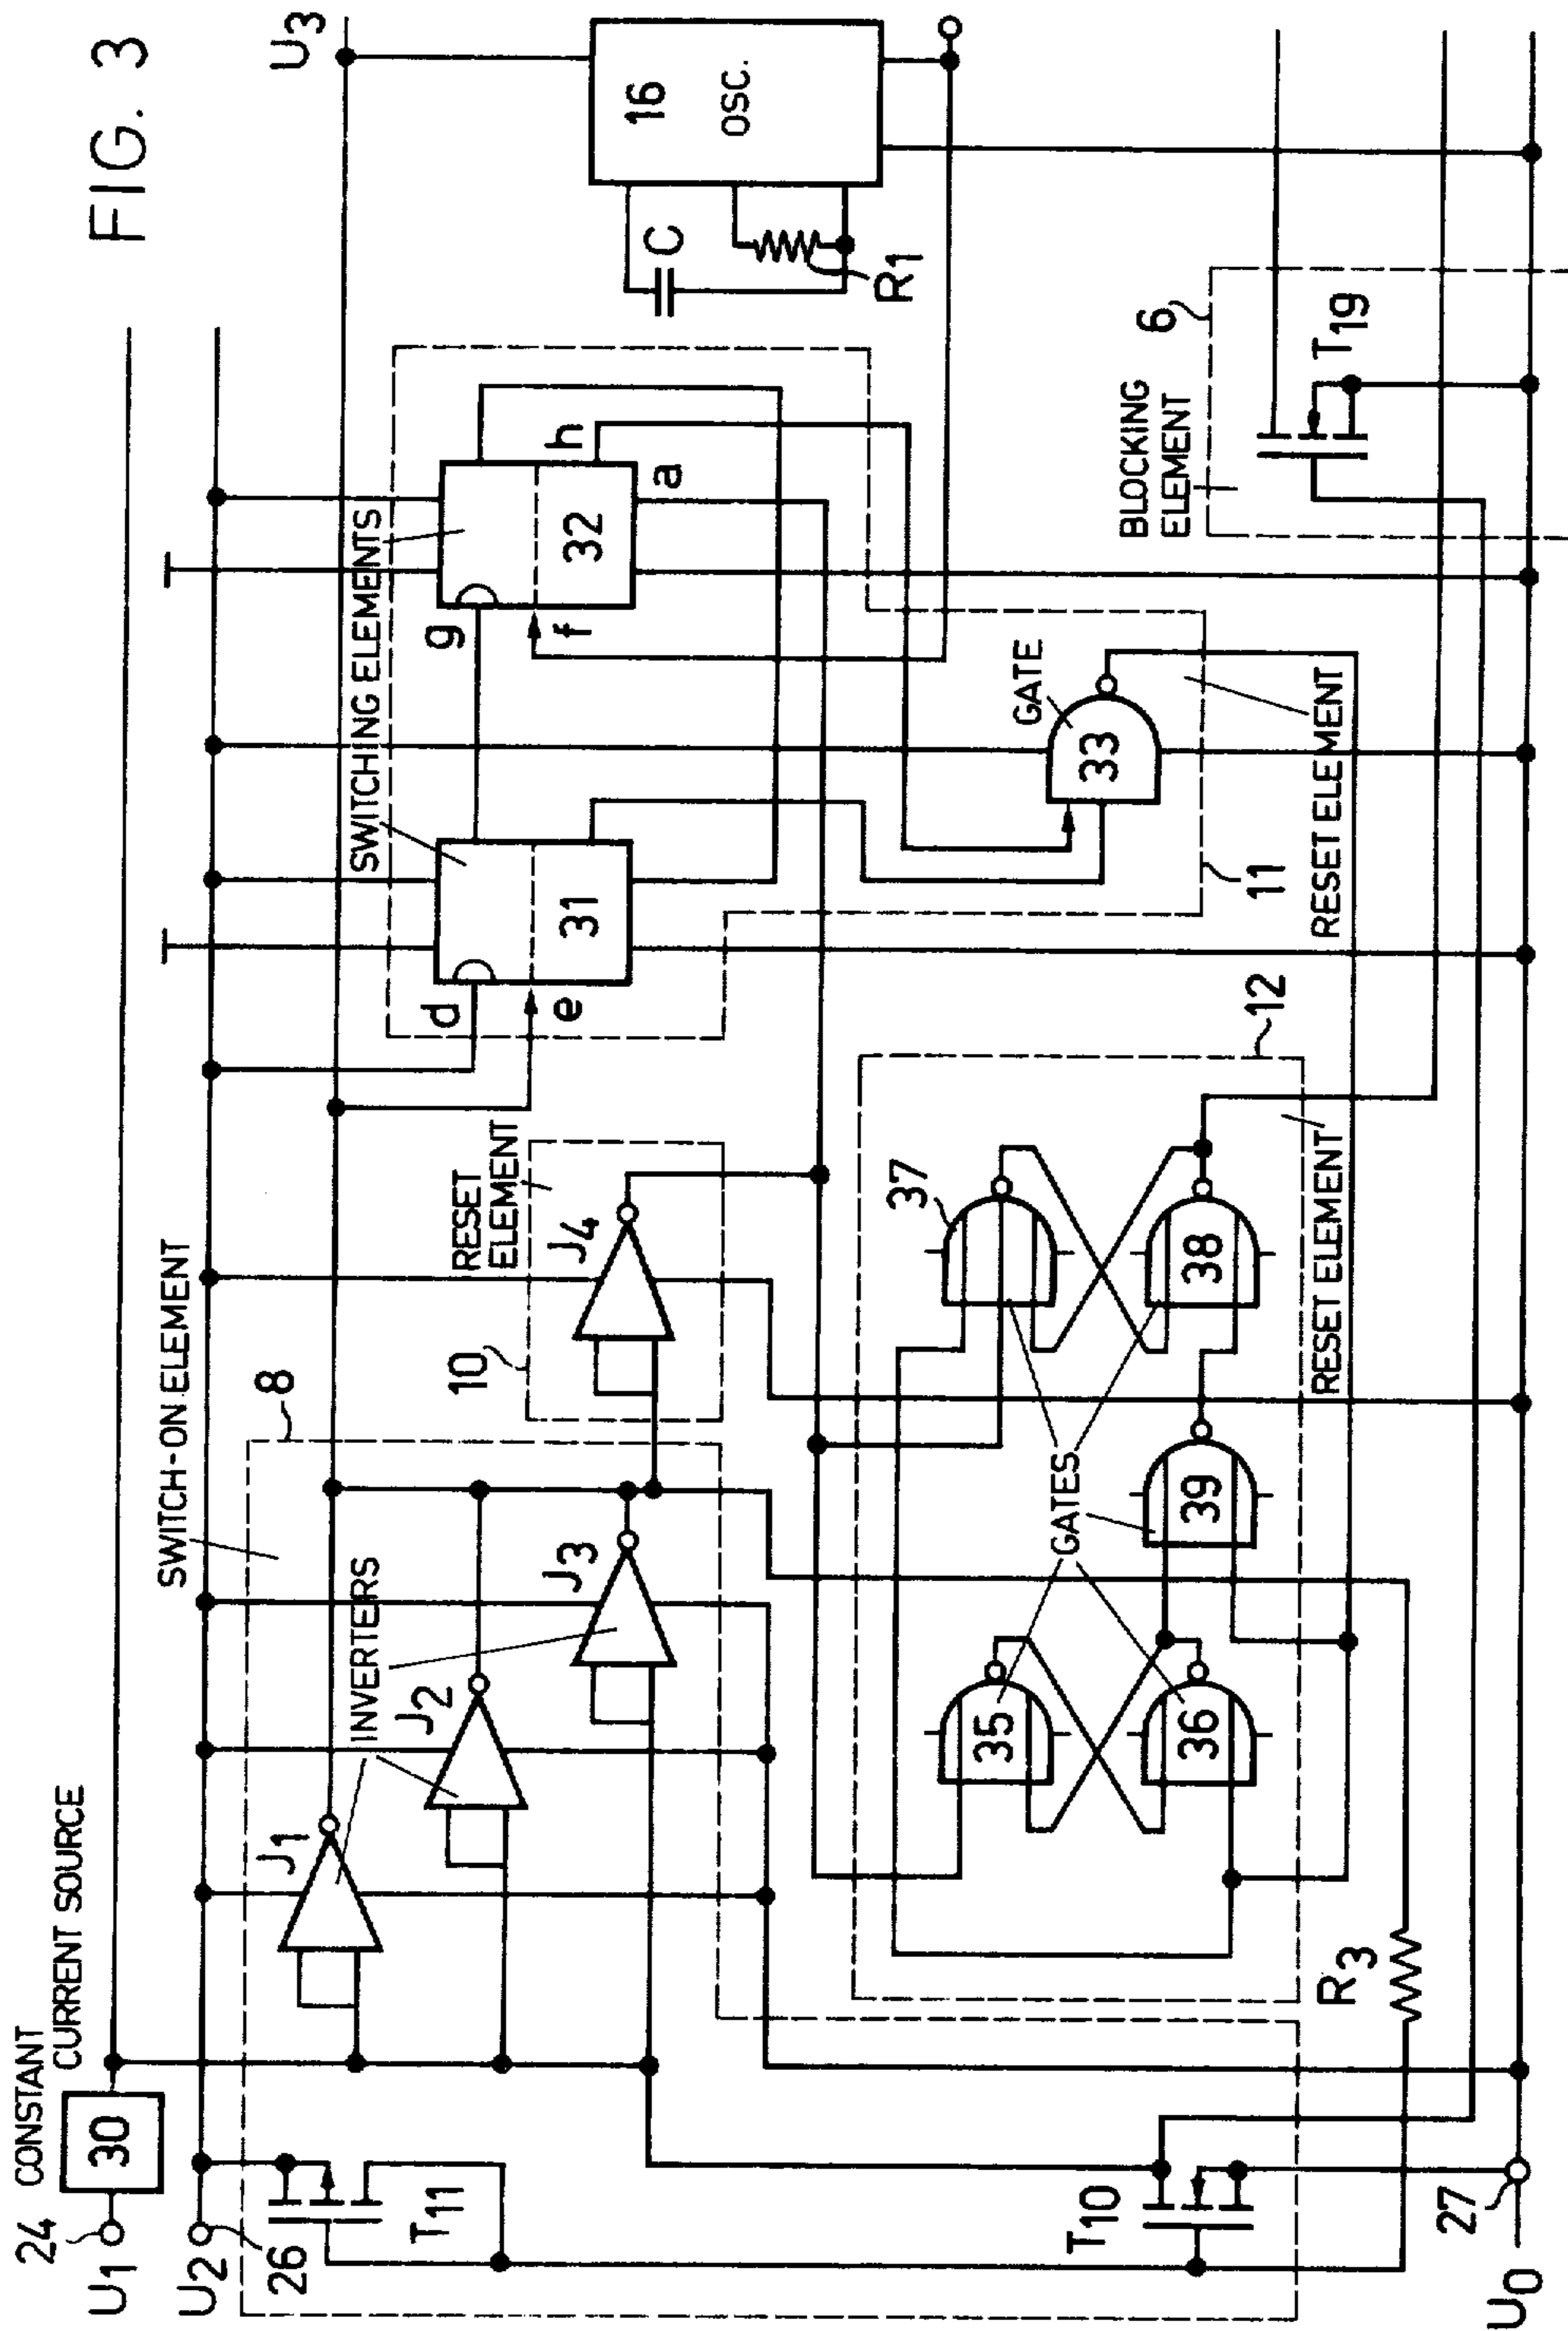 FIG. 3
24 CONSTANT
CURRENT SOURCE
U1
30
U2
26
SWITCH-ON ELEMENT
8
U3
T11
J1
INVERTERS
J2
J3
10
RESET
ELEMENT
J4
SWITCHING ELEMENTS
d
e
31
g
f
32
h
a
C
R1
16
OSC.
GATE
33
11
RESET ELEMENT
BLOCKING
ELEMENT
6
T19
12
RESET ELEMENT
35
36
GATES
39
37
38
R3
T10
27
U0